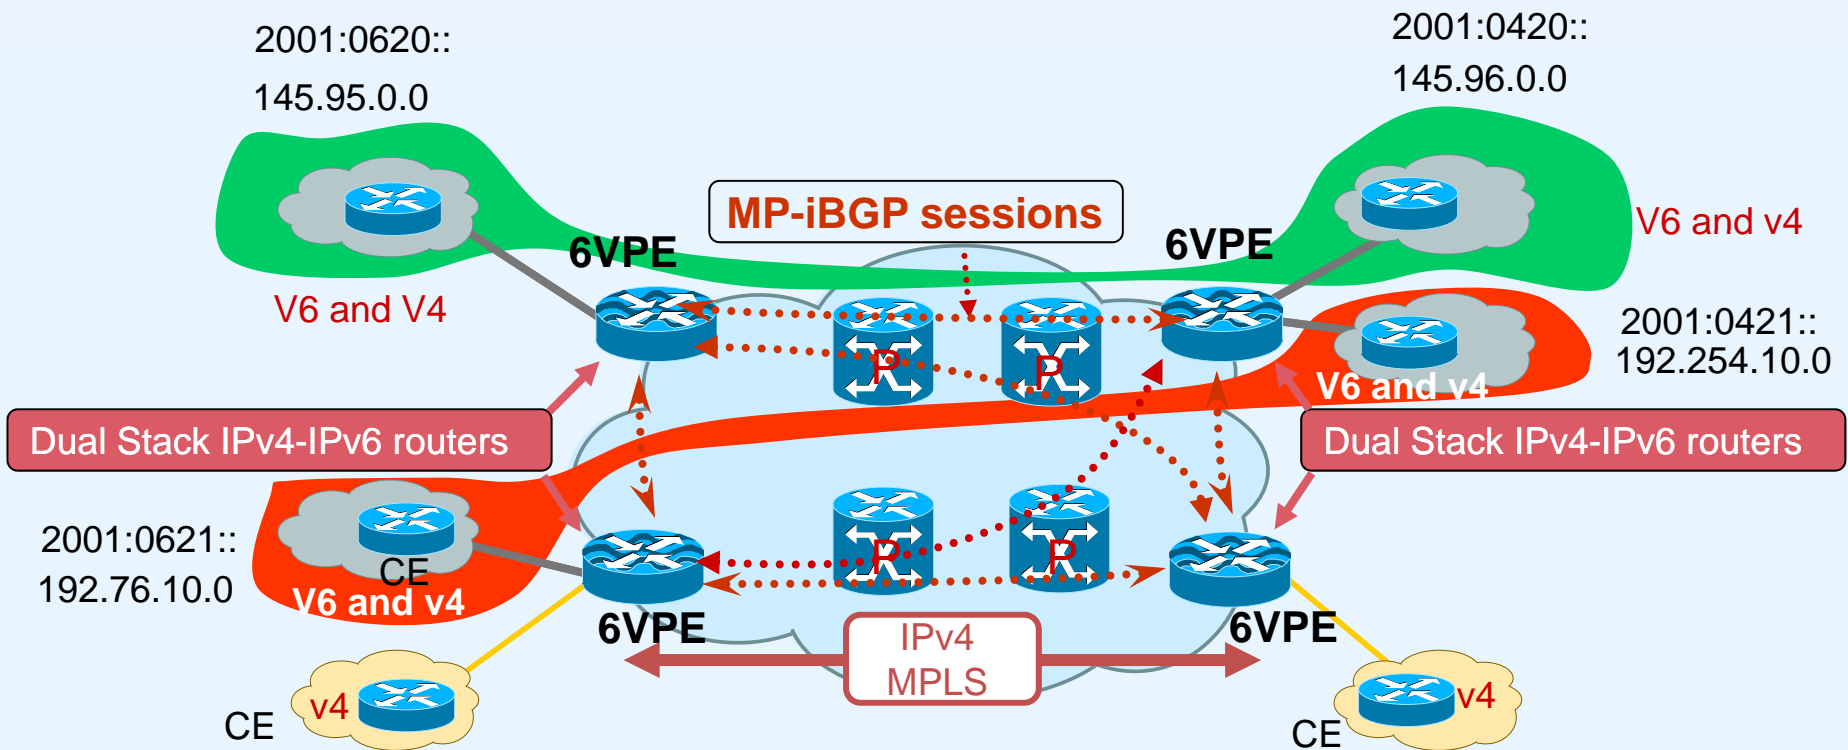 2001:0620::
145.95.0.0
2001:0420::
145.96.0.0
MP-iBGP sessions
6VPE
6VPE
V6 and v4
V6 and V4
2001:0421::
192.254.10.0
P
P
V6 and v4
Dual Stack IPv4-IPv6 routers
Dual Stack IPv4-IPv6 routers
2001:0621::
192.76.10.0
CE
V6 and v4
P
P
6VPE
6VPE
IPv4
MPLS
v4
CE
v4
CE